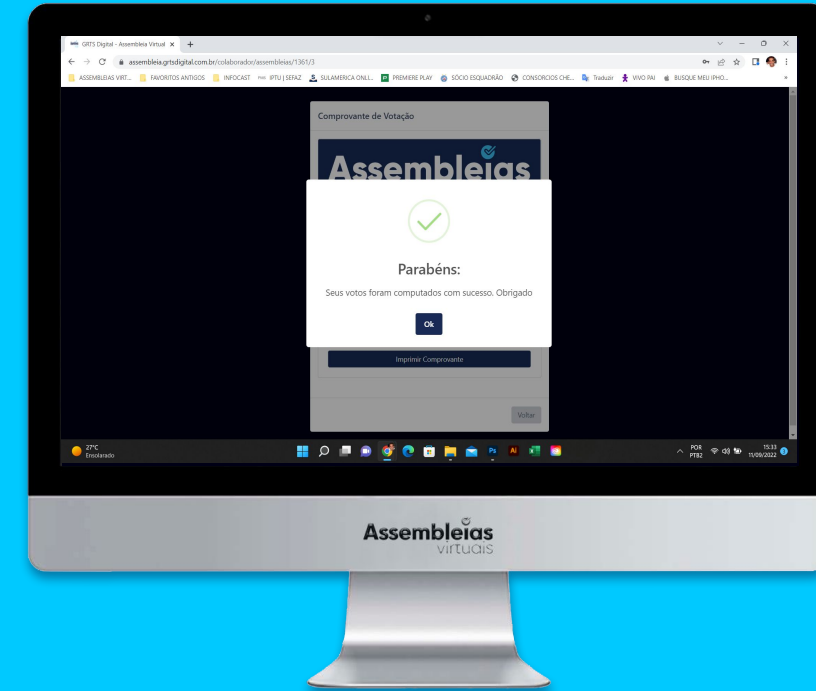 GRTS Digital - Assembleia Virtual
assembleia.grtsdigital.com.br/colaborador/assembleias/1361/3
ASSEMBLEIAS VIRT... FAVORITOS ANTIGOS INFOCAST IPTU | SEFAZ SULAMERICA ONLI... PREMIERE PLAY SÓCIO ESQUADRÃO CONSORCIOS CHE... Traduzir VIVO PAI BUSQUE MEU IPHO...
Comprovante de Votação
Assembleias
Parabéns:
Seus votos foram computados com sucesso. Obrigado
Ok
Imprimir Comprovante
Voltar
27°C
Ensolarado
Ps Ai
POR
PTB2
15:33
11/09/2022
3
Assembleias
virtuais